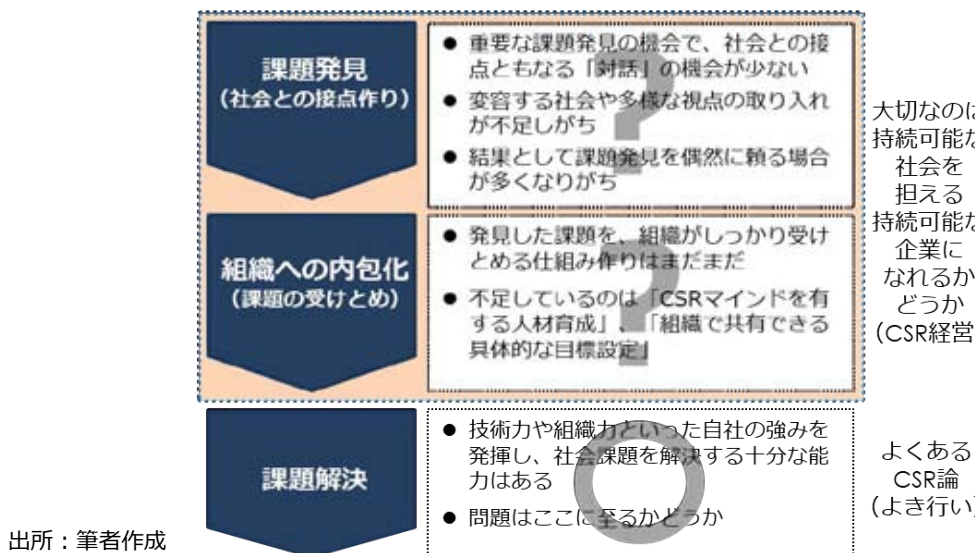 課題発見
(社会との接点作り)
● 重要な課題発見の機会で、社会との接
点ともなる「対話」の機会が少ない
● 変容する社会や多様な視点の取り入れ
が不足しがち
● 結果として課題発見を偶然に頼る場合
が多くなりがち
?
組織への内包化
(課題の受けとめ)
● 発見した課題を、組織がしっかり受け
とめる仕組み作りはまだまだ
● 不足しているのは「CSRマインドを有
する人材育成」、「組織で共有できる
具体的な目標設定」
?
大切なのは
持続可能な
社会を
担える
持続可能な
企業に
なれるか
どうか
(CSR経営
課題解決
● 技術力や組織力といった自社の強みを
発揮し、社会課題を解決する十分な能
力はある
● 問題はここに至るかどうか
よくある
CSR論
(よき行い)
出所：筆者作成